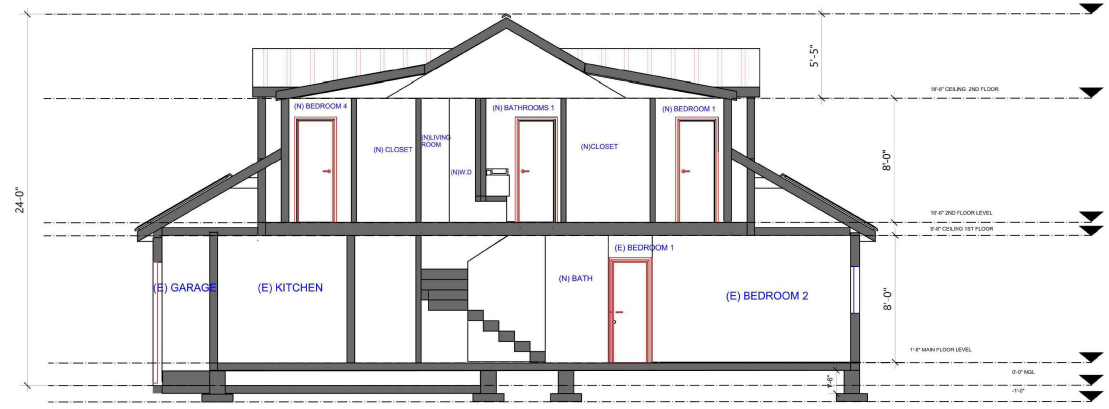 5'-5"
18'-6" CEILING 2ND FLOOR
(N) BEDROOM 4
(N) BATHROOMS 1
(N) BEDROOM 1
(N)LIVING
ROOM
(N) CLOSET
(N)CLOSET
(N)W.D
8'-0"
24'-0"
10'-8" 2ND FLOOR LEVEL
9'-8" CEILING 1ST FLOOR
(E) BEDROOM 1
(N) BATH
(E) GARAGE
(E) KITCHEN
(E) BEDROOM 2
8'-0"
1'-8" MAIN FLOOR LEVEL
0'-0" NGL
-1'-0"